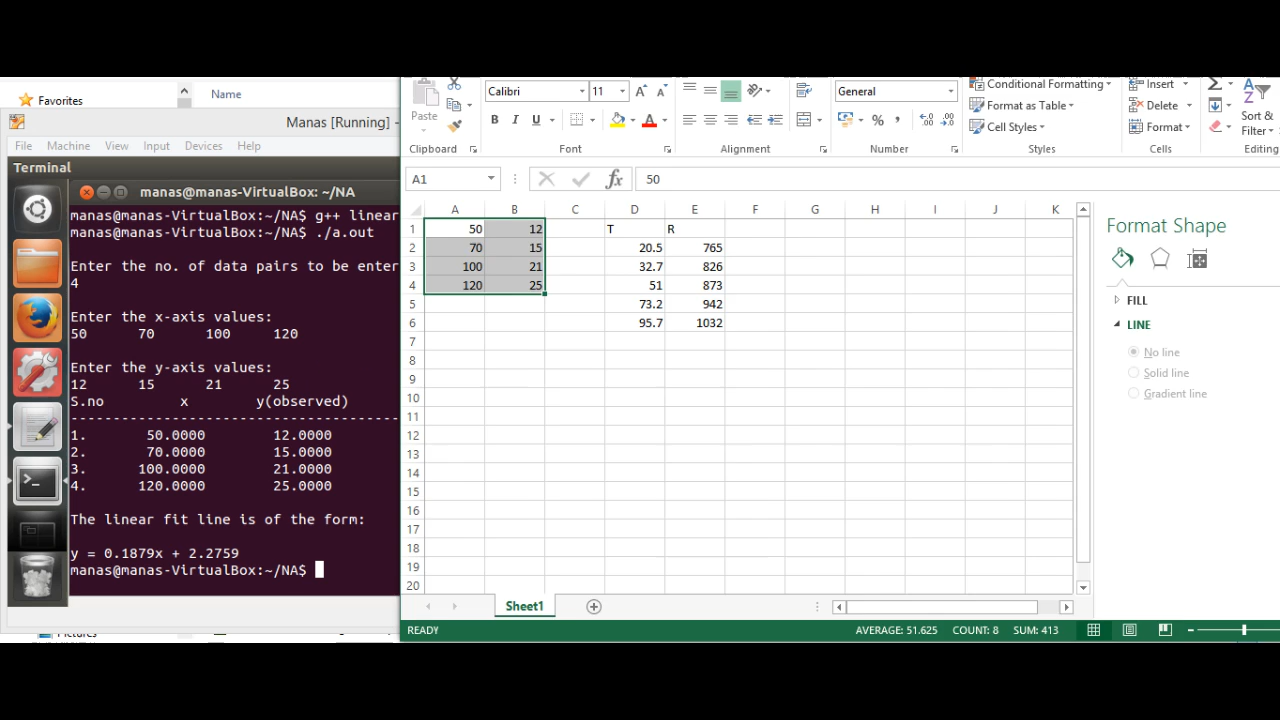 Favorites
Name
Manas [Running] -
File Machine View Input Devices Help
Terminal
manas@manas-VirtualBox: ~/NA
manas@manas-VirtualBox:~/NA$ g++ linear
manas@manas-VirtualBox:~/NA$ ./a.out
Enter the no. of data pairs to be enter
4
Enter the x-axis values:
50 70 100 120
Enter the y-axis values:
12 15 21 25
S.no x y(observed)
----------------------------------------
1. 50.0000 12.0000
2. 70.0000 15.0000
3. 100.0000 21.0000
4. 120.0000 25.0000
The linear fit line is of the form:
y = 0.1879x + 2.2759
manas@manas-VirtualBox:~/NA$
Pictures
Paste
Calibri 11
General
Conditional Formatting
Format as Table
Cell Styles
Insert
Delete
Format
Sort &
Filter
Clipboard Font Alignment Number Styles Cells Editing
A1 fx 50
A B C D E F G H I J K
1 50 12 T R
2 70 15 20.5 765
3 100 21 32.7 826
4 120 25 51 873
5 73.2 942
6 95.7 1032
7
8
9
10
11
12
13
14
15
16
17
18
19
20
Sheet1
READY AVERAGE: 51.625 COUNT: 8 SUM: 413
Format Shape
FILL
LINE
No line
Solid line
Gradient line